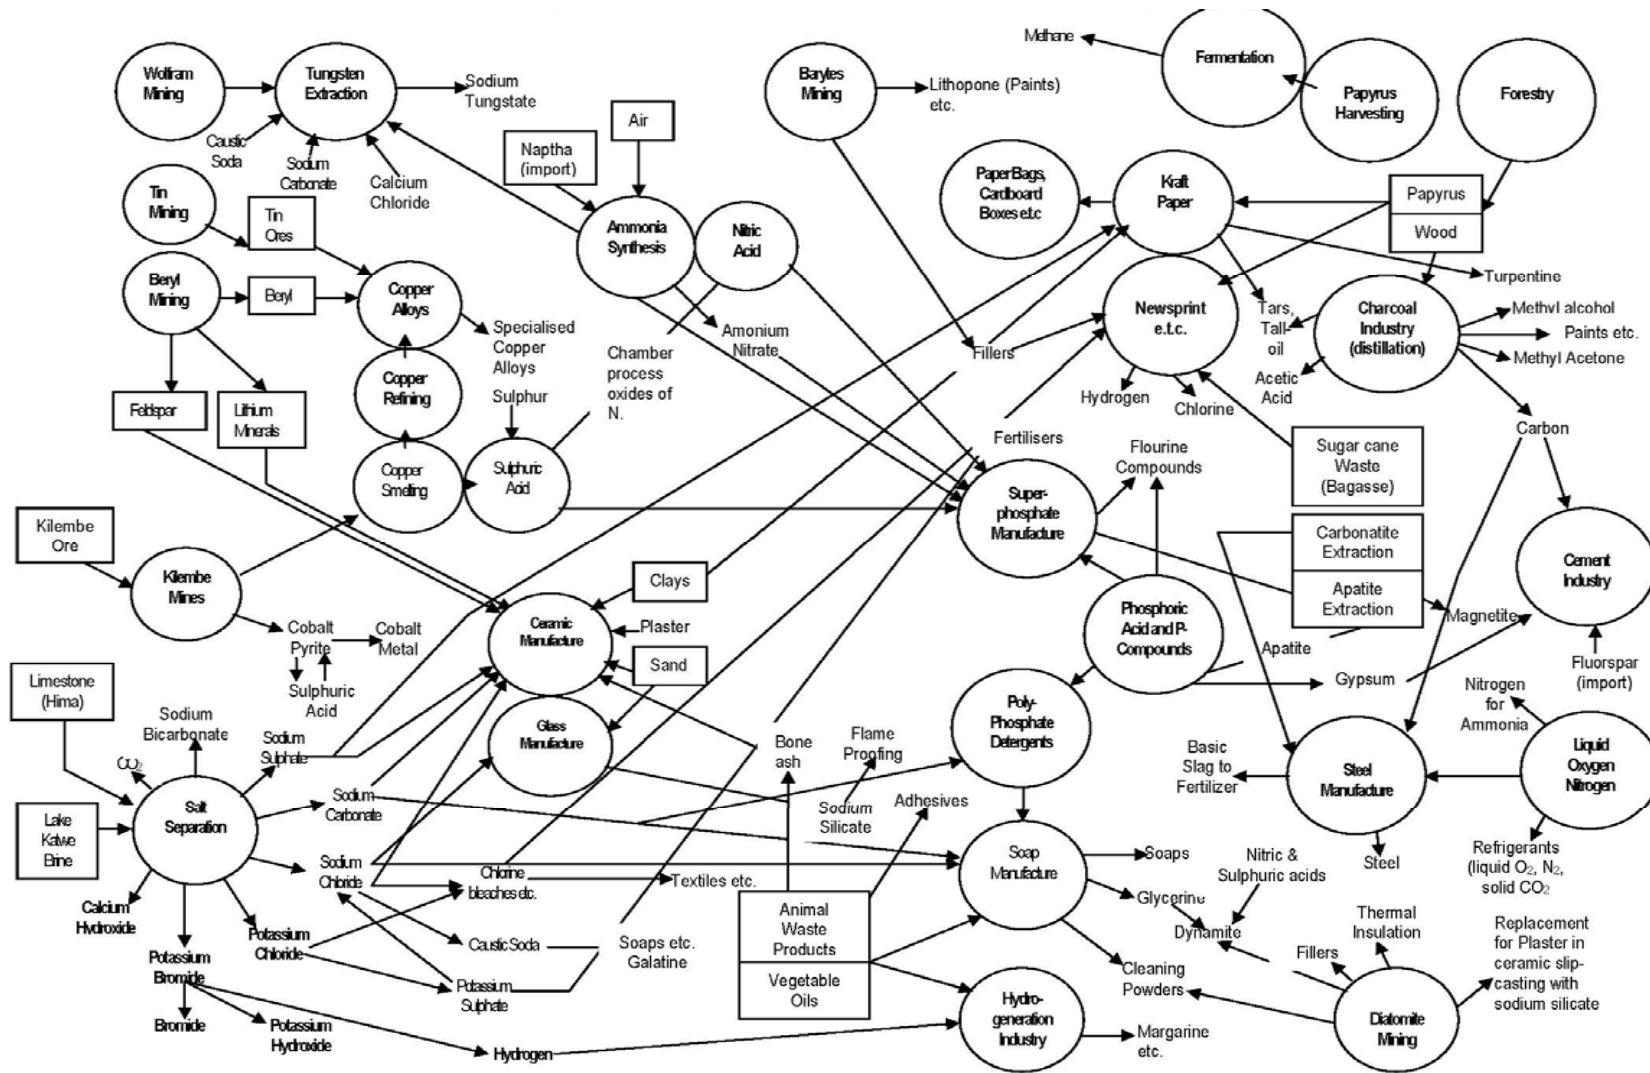 Wolfram
Mining
Tungsten
Extraction
Sodium
Tungstate
Caustic
Soda
Sodium
Carbonate
Calcium
Chloride
Naptha
(import)
Air
Barytes
Mining
Lithopone (Paints)
etc.
Methane
Fermentation
Papyrus
Harvesting
Forestry
Tin
Mining
Tin
Ores
Ammonia
Synthesis
Nitric
Acid
Paper Bags,
Cardboard
Boxes e.t.c
Kraft
Paper
Papyrus
Wood
Beryl
Mining
Beryl
Copper
Alloys
Specialised
Copper
Alloys
Amonium
Nitrate
Fillers
Newsprint
e.t.c.
Tars,
Tall-
oil
Turpentine
Charcoal
Industry
(distillation)
Methyl alcohol
Paints etc.
Methyl Acetone
Acetic
Acid
Hydrogen
Chlorine
Carbon
Feldspar
Lithium
Minerals
Copper
Refining
Chamber
process
oxides of
N.
Sulphur
Copper
Smelting
Sulphuric
Acid
Fertilisers
Flourine
Compounds
Super-
phosphate
Manufacture
Sugar cane
Waste
(Bagasse)
Carbonatite
Extraction
Apatite
Extraction
Cement
Industry
Kilembe
Ore
Kilembe
Mines
Cobalt
Pyrite
Cobalt
Metal
Sulphuric
Acid
Clays
Ceramic
Manufacture
Plaster
Sand
Glass
Manufacture
Phosphoric
Acid and P-
Compounds
Magnetite
Apatite
Gypsum
Fluorspar
(import)
Limestone
(Hima)
Sodium
Bicarbonate
CO2
Sodium
Sulphate
Lake
Katwe
Brine
Salt
Separation
Sodium
Carbonate
Bone
ash
Flame
Proofing
Sodium
Silicate
Adhesives
Poly-
Phosphate
Detergents
Basic
Slag to
Fertilizer
Steel
Manufacture
Steel
Nitrogen
for
Ammonia
Liquid
Oxygen
Nitrogen
Refrigerants
(liquid O2, N2,
solid CO2
Sodium
Chloride
Chlorine
bleaches etc.
Textiles etc.
Soap
Manufacture
Soaps
Glycerine
Nitric &
Sulphuric acids
Dynamite
Calcium
Hydroxide
Potassium
Chloride
Potassium
Bromide
Caustic Soda
Potassium
Sulphate
Soaps etc.
Galatine
Animal
Waste
Products
Vegetable
Oils
Cleaning
Powders
Fillers
Thermal
Insulation
Replacement
for Plaster in
ceramic slip-
casting with
sodium silicate
Bromide
Potassium
Hydroxide
Hydrogen
Hydro-
generation
Industry
Margarine
etc.
Diatomite
Mining